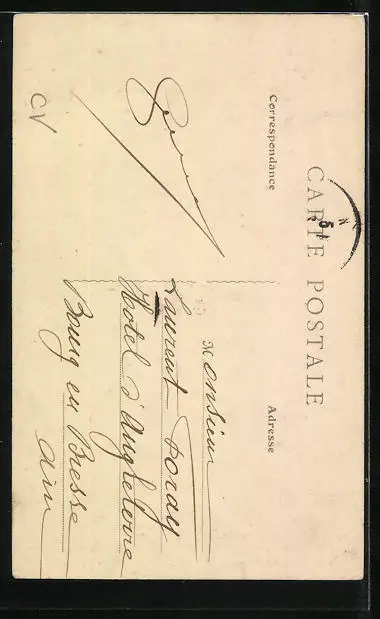 CARTE POSTALE
Correspondance
Adresse
Monsieur
Laurent Foray
Hotel d'Angleterre
Bourg en Bresse
Ain
CV